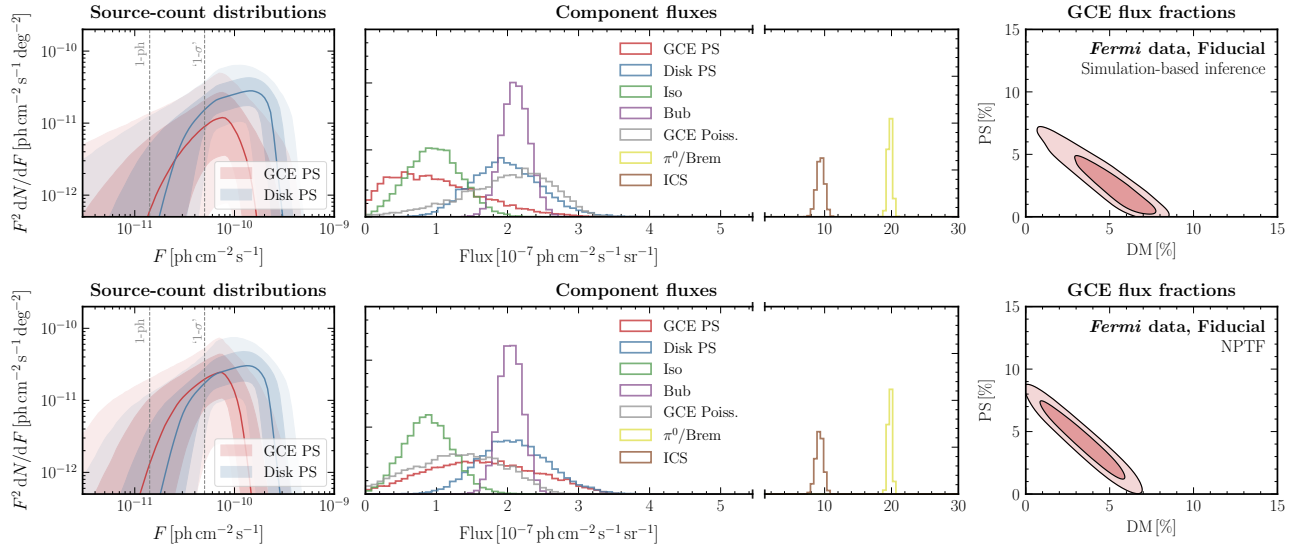 Source-count distributions
Component fluxes
GCE flux fractions
F² dN/dF [ph cm⁻² s⁻¹ deg⁻²]
10⁻¹⁰
10⁻¹¹
10⁻¹²
1-ph
'1-σ'
GCE PS
Disk PS
10⁻¹¹
10⁻¹⁰
10⁻⁹
F [ph cm⁻² s⁻¹]
GCE PS
Disk PS
Iso
Bub
GCE Poiss.
π⁰/Brem
ICS
0 1 2 3 4 5
10 20 30
Flux [10⁻⁷ ph cm⁻² s⁻¹ sr⁻¹]
Fermi data, Fiducial
Simulation-based inference
PS [%]
15
10
5
0
0 5 10 15
DM [%]
Source-count distributions
Component fluxes
GCE flux fractions
F² dN/dF [ph cm⁻² s⁻¹ deg⁻²]
10⁻¹⁰
10⁻¹¹
10⁻¹²
1-ph
'1-σ'
GCE PS
Disk PS
10⁻¹¹
10⁻¹⁰
10⁻⁹
F [ph cm⁻² s⁻¹]
GCE PS
Disk PS
Iso
Bub
GCE Poiss.
π⁰/Brem
ICS
0 1 2 3 4 5
10 20 30
Flux [10⁻⁷ ph cm⁻² s⁻¹ sr⁻¹]
Fermi data, Fiducial
NPTF
PS [%]
15
10
5
0
0 5 10 15
DM [%]